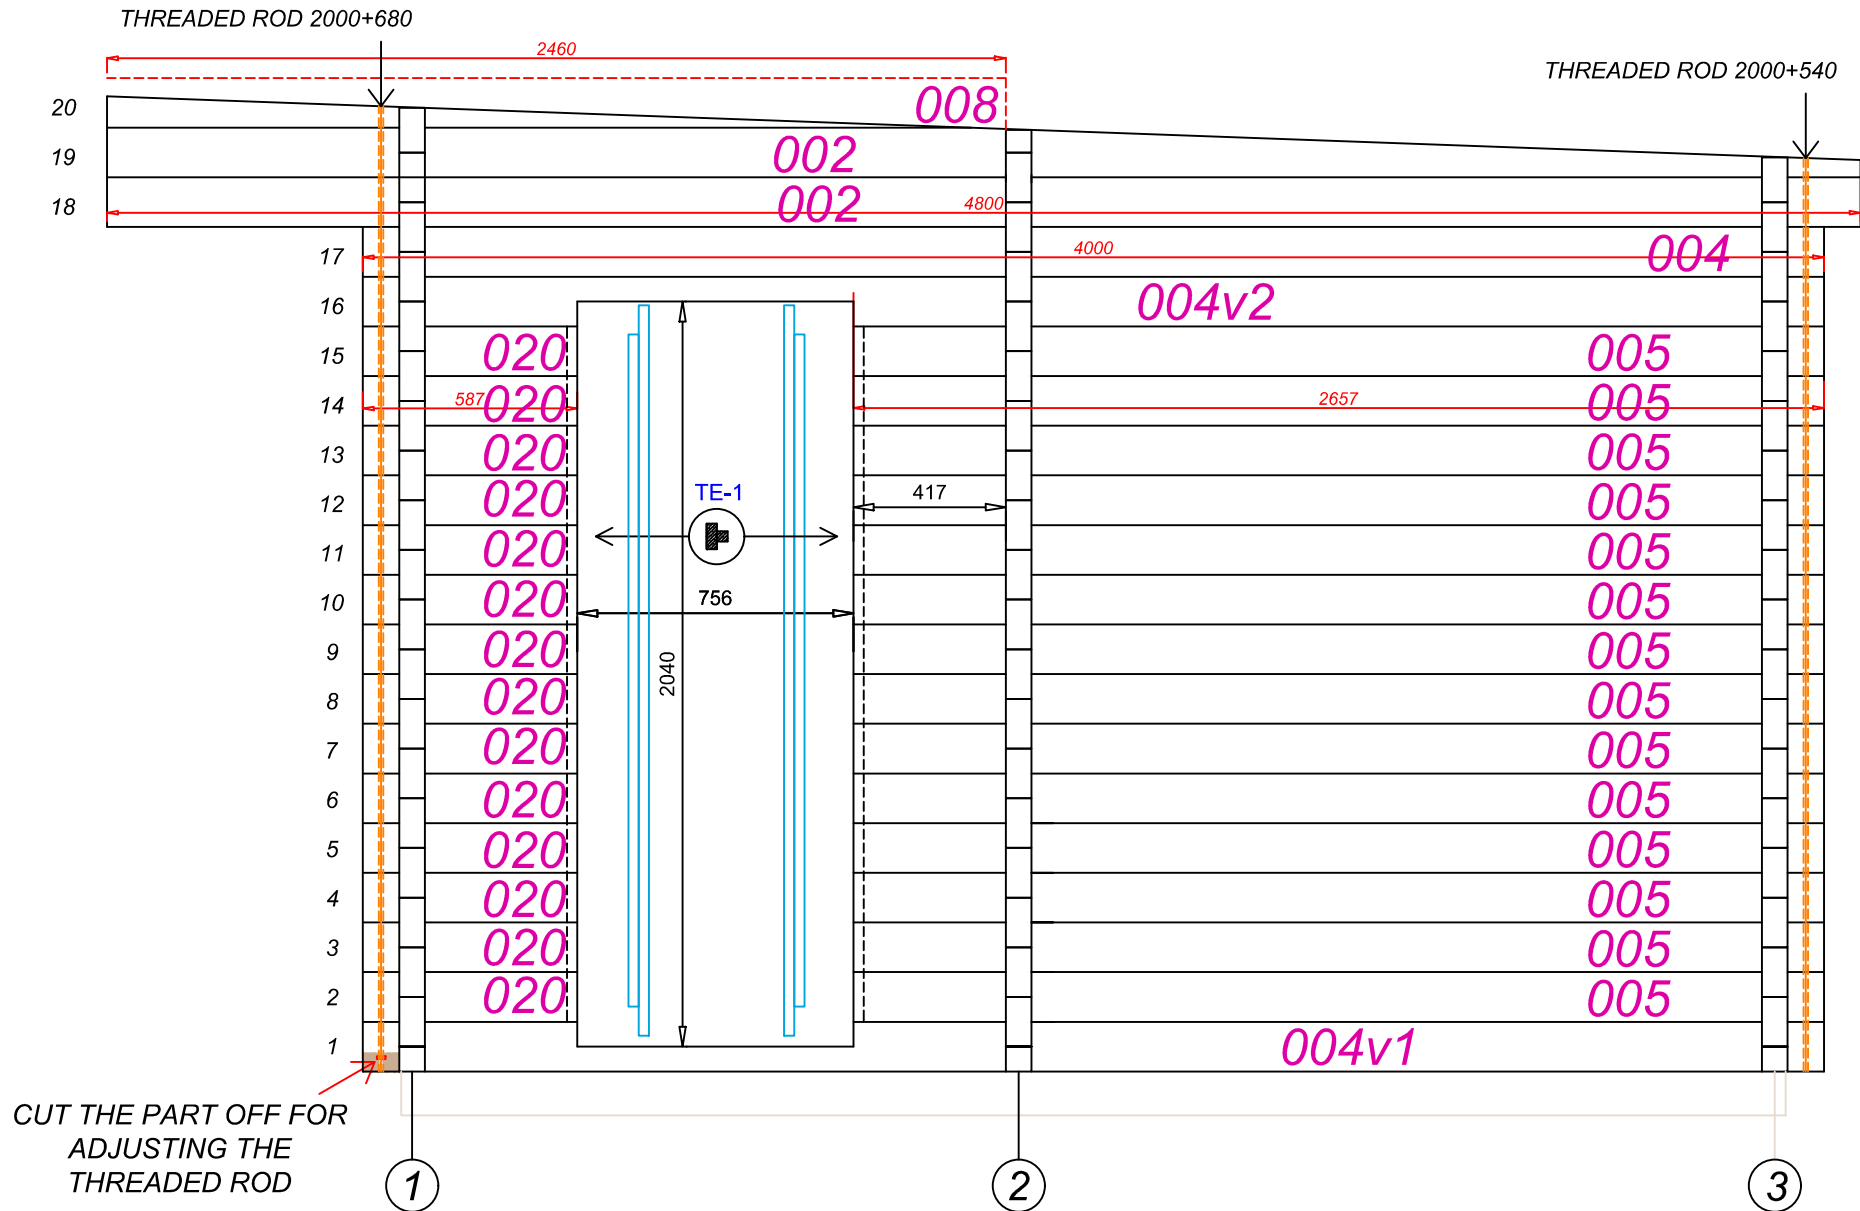 THREADED ROD 2000+680
2460
THREADED ROD 2000+540
20 008
19 002
18 002 4800
17 4000 004
16 004v2
15 020 005
14 587 020 2657 005
13 020 005
12 020 TE-1 417 005
11 020 005
10 020 756 005
9 020 2040 005
8 020 005
7 020 005
6 020 005
5 020 005
4 020 005
3 020 005
2 020 005
1 004v1
CUT THE PART OFF FOR
ADJUSTING THE
THREADED ROD
1 2 3